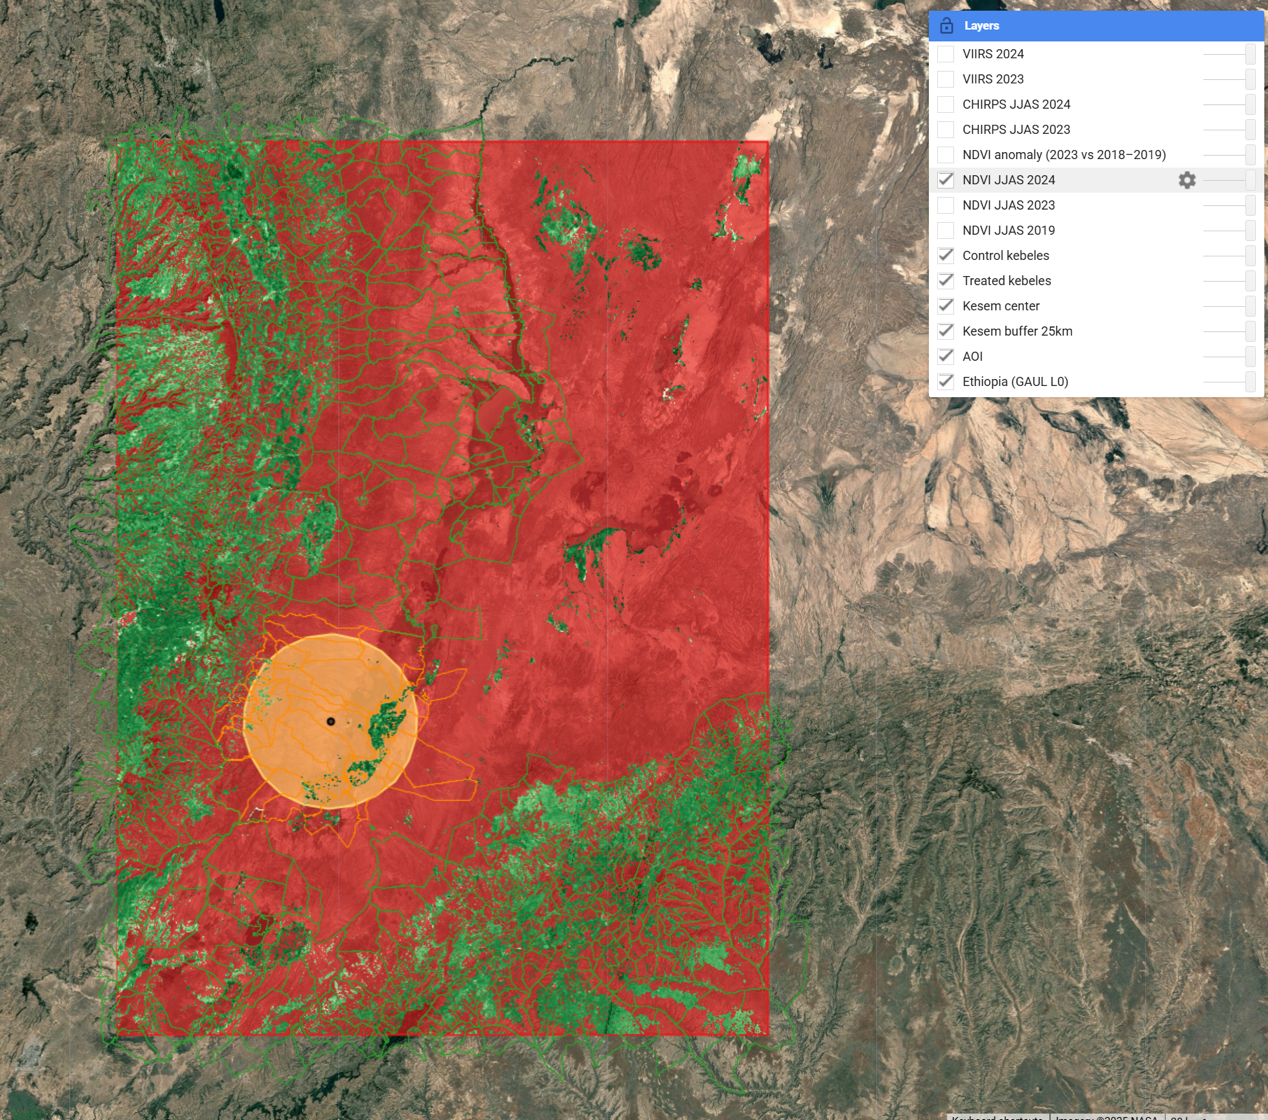 Layers
VIIRS 2024
VIIRS 2023
CHIRPS JJAS 2024
CHIRPS JJAS 2023
NDVI anomaly (2023 vs 2018–2019)
NDVI JJAS 2024
NDVI JJAS 2023
NDVI JJAS 2019
Control kebeles
Treated kebeles
Kesem center
Kesem buffer 25km
AOI
Ethiopia (GAUL L0)
Keyboard shortcuts Imagery ©2025 NASA